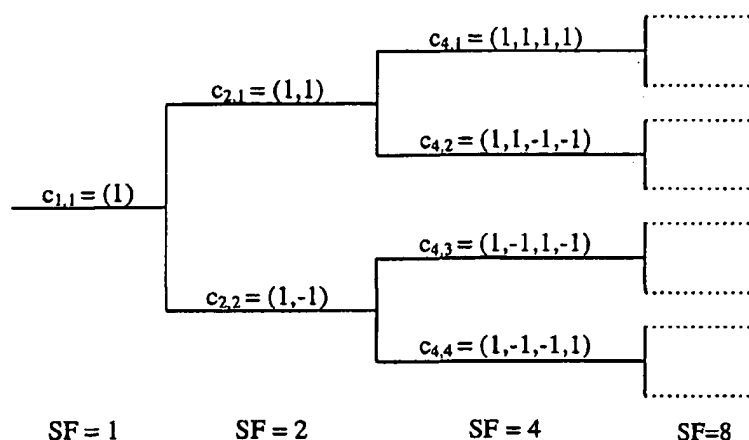 c4,1 = (1,1,1,1)
c2,1 = (1,1)
c4,2 = (1,1,-1,-1)
c1,1 = (1)
c4,3 = (1,-1,1,-1)
c2,2 = (1,-1)
c4,4 = (1,-1,-1,1)
SF = 1 SF = 2 SF = 4 SF=8